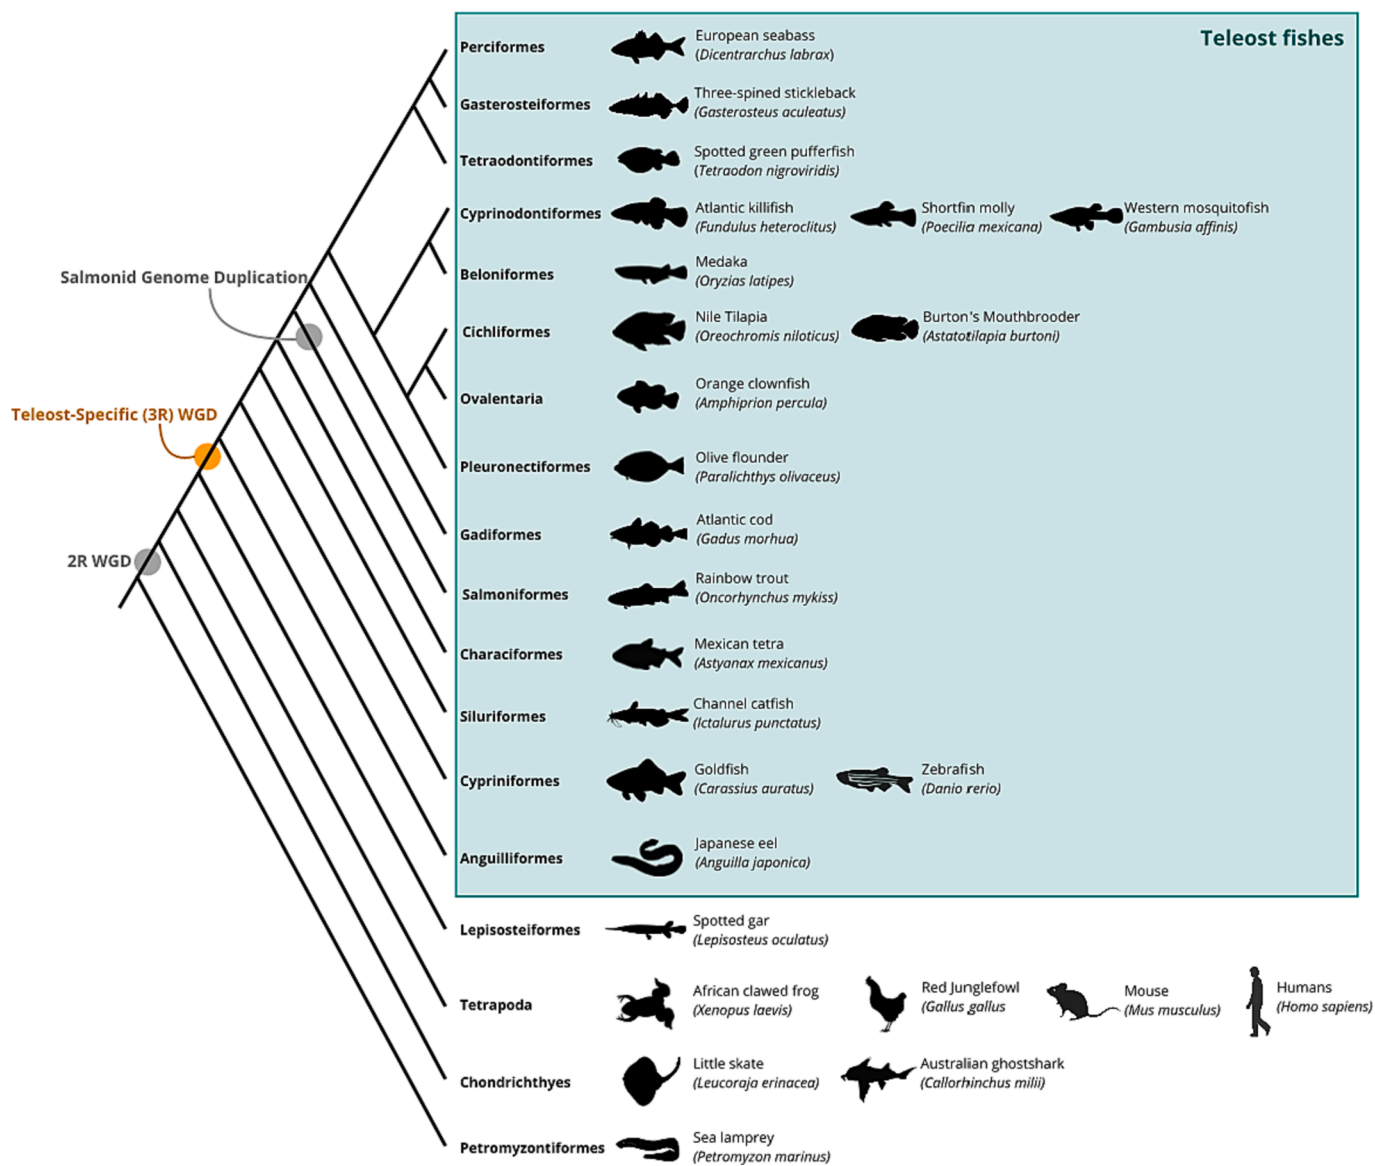 Teleost fishes
Perciformes
European seabass
(Dicentrarchus labrax)
Gasterosteiformes
Three-spined stickleback
(Gasterosteus aculeatus)
Tetraodontiformes
Spotted green pufferfish
(Tetraodon nigroviridis)
Cyprinodontiformes
Atlantic killifish
(Fundulus heteroclitus)
Shortfin molly
(Poecilia mexicana)
Western mosquitofish
(Gambusia affinis)
Beloniformes
Medaka
(Oryzias latipes)
Salmonid Genome Duplication
Cichliformes
Nile Tilapia
(Oreochromis niloticus)
Burton's Mouthbrooder
(Astatotilapia burtoni)
Ovalentaria
Orange clownfish
(Amphiprion percula)
Teleost-Specific (3R) WGD
Pleuronectiformes
Olive flounder
(Paralichthys olivaceus)
Gadiformes
Atlantic cod
(Gadus morhua)
2R WGD
Salmoniformes
Rainbow trout
(Oncorhynchus mykiss)
Characiformes
Mexican tetra
(Astyanax mexicanus)
Siluriformes
Channel catfish
(Ictalurus punctatus)
Cypriniformes
Goldfish
(Carassius auratus)
Zebrafish
(Danio rerio)
Anguilliformes
Japanese eel
(Anguilla japonica)
Lepisosteiformes
Spotted gar
(Lepisosteus oculatus)
Tetrapoda
African clawed frog
(Xenopus laevis)
Red Junglefowl
(Gallus gallus
Mouse
(Mus musculus)
Humans
(Homo sapiens)
Chondrichthyes
Little skate
(Leucoraja erinacea)
Australian ghostshark
(Callorhinchus milii)
Petromyzontiformes
Sea lamprey
(Petromyzon marinus)